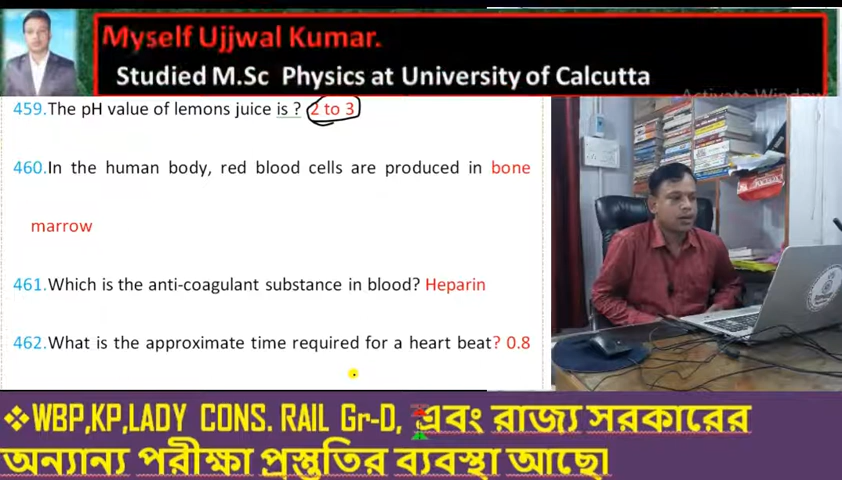 Myself Ujjwal Kumar.
Studied M.Sc Physics at University of Calcutta
Activate Windows
459.The pH value of lemons juice is ? 2 to 3
460.In the human body, red blood cells are produced in bone
marrow
461.Which is the anti-coagulant substance in blood? Heparin
462.What is the approximate time required for a heart beat? 0.8
❖WBP,KP,LADY CONS. RAIL Gr-D, এবং রাজ্য সরকারের
অন্যান্য পরীক্ষা প্রস্তুতির ব্যবস্থা আছে।